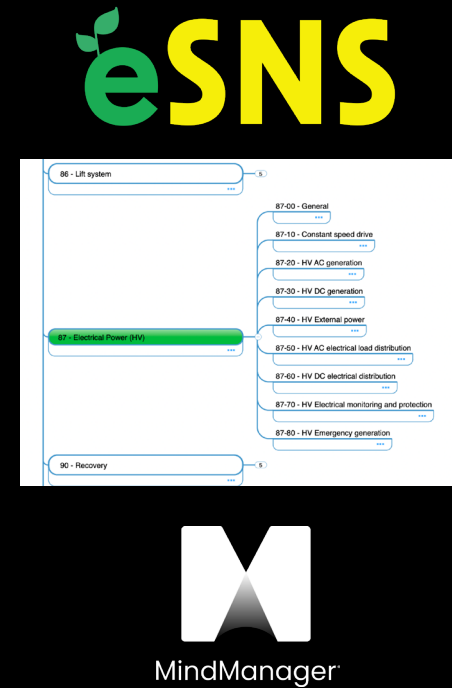 eSNS
86 - Lift system
5
87-00 - General
87-10 - Constant speed drive
87-20 - HV AC generation
87-30 - HV DC generation
87-40 - HV External power
87 - Electrical Power (HV)
87-50 - HV AC electrical load distribution
87-60 - HV DC electrical distribution
87-70 - HV Electrical monitoring and protection
87-80 - HV Emergency generation
90 - Recovery
5
MindManager